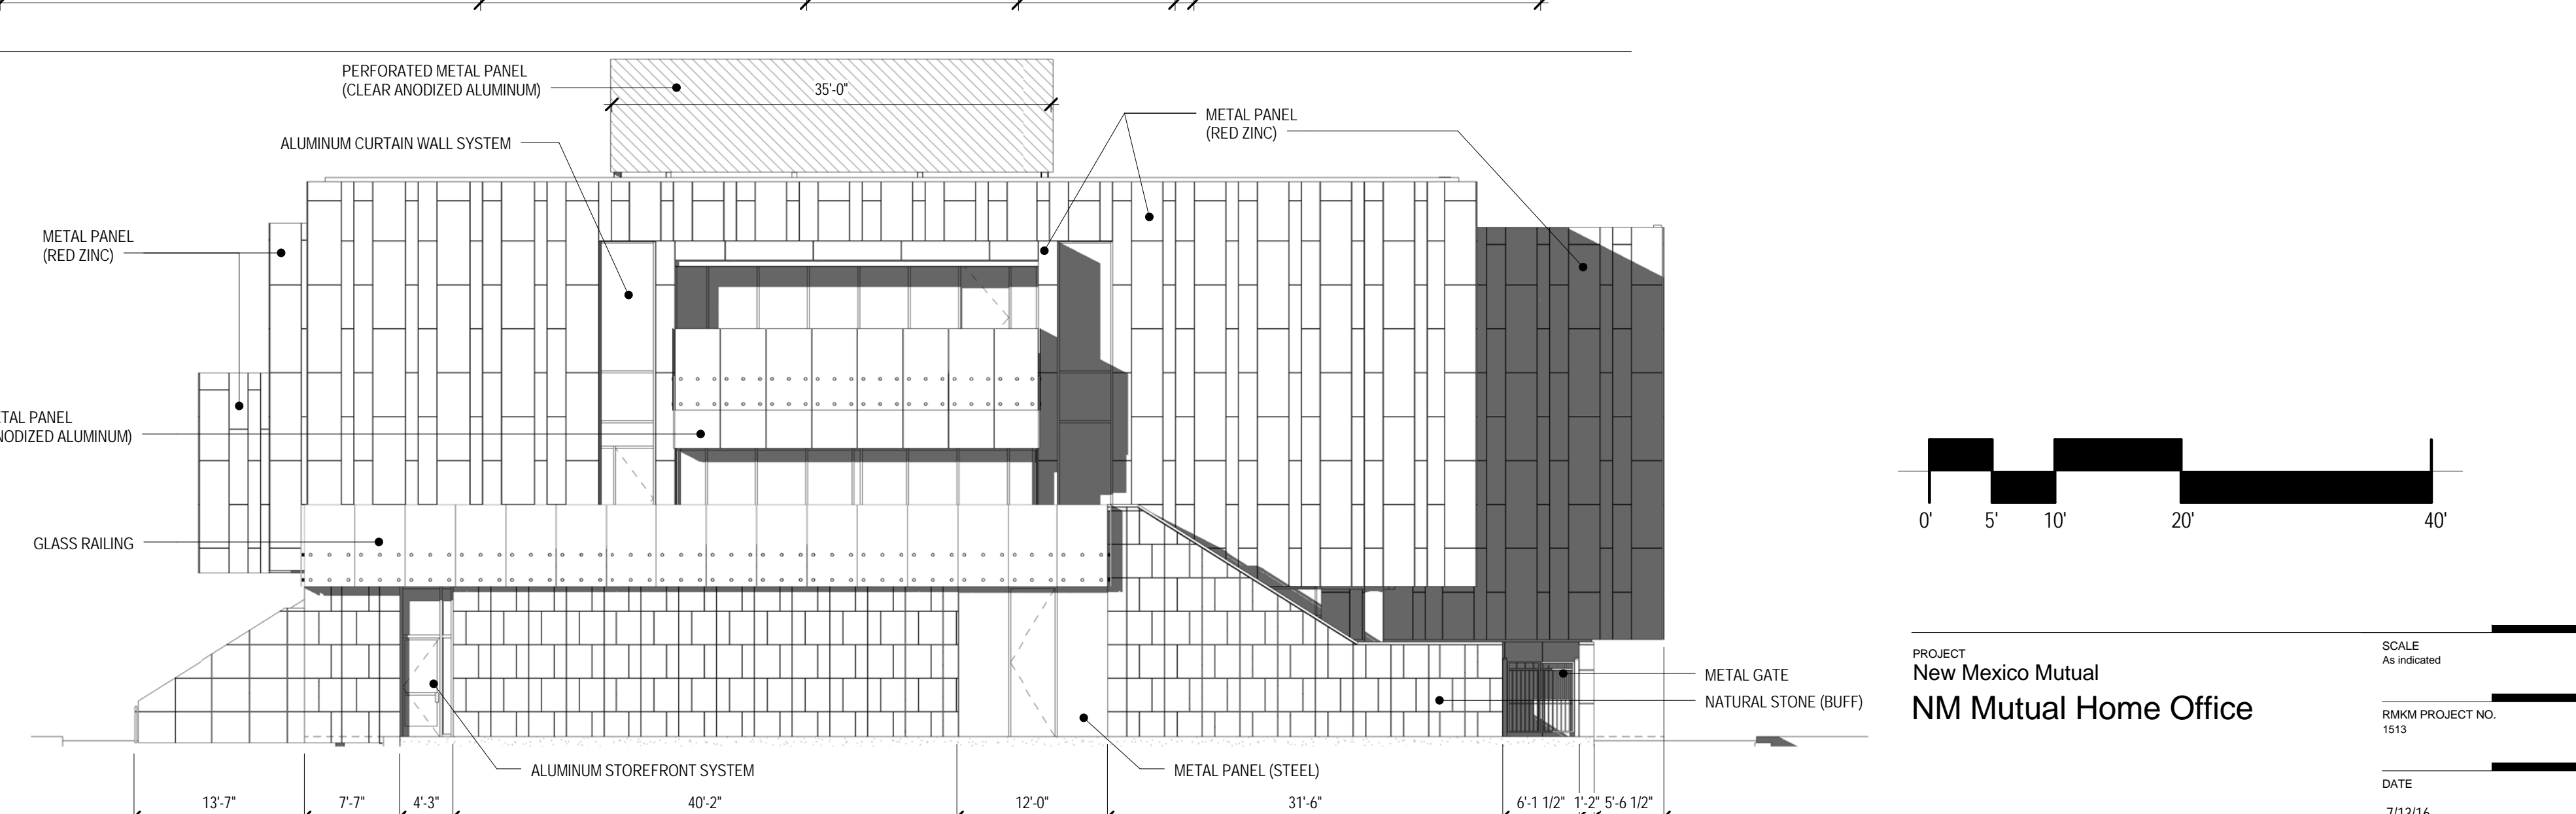 PERFORATED METAL PANEL
(CLEAR ANODIZED ALUMINUM)
35'-0"
ALUMINUM CURTAIN WALL SYSTEM
METAL PANEL
(RED ZINC)
METAL PANEL
(RED ZINC)
TAL PANEL
ODIZED ALUMINUM)
GLASS RAILING
0' 5' 10' 20' 40'
METAL GATE
NATURAL STONE (BUFF)
ALUMINUM STOREFRONT SYSTEM
METAL PANEL (STEEL)
13'-7" 7'-7" 4'-3" 40'-2" 12'-0" 31'-6" 6'-1 1/2" 1'-2" 5'-6 1/2"
PROJECT
New Mexico Mutual
NM Mutual Home Office
SCALE
As indicated
RMKM PROJECT NO.
1513
DATE
7/13/16